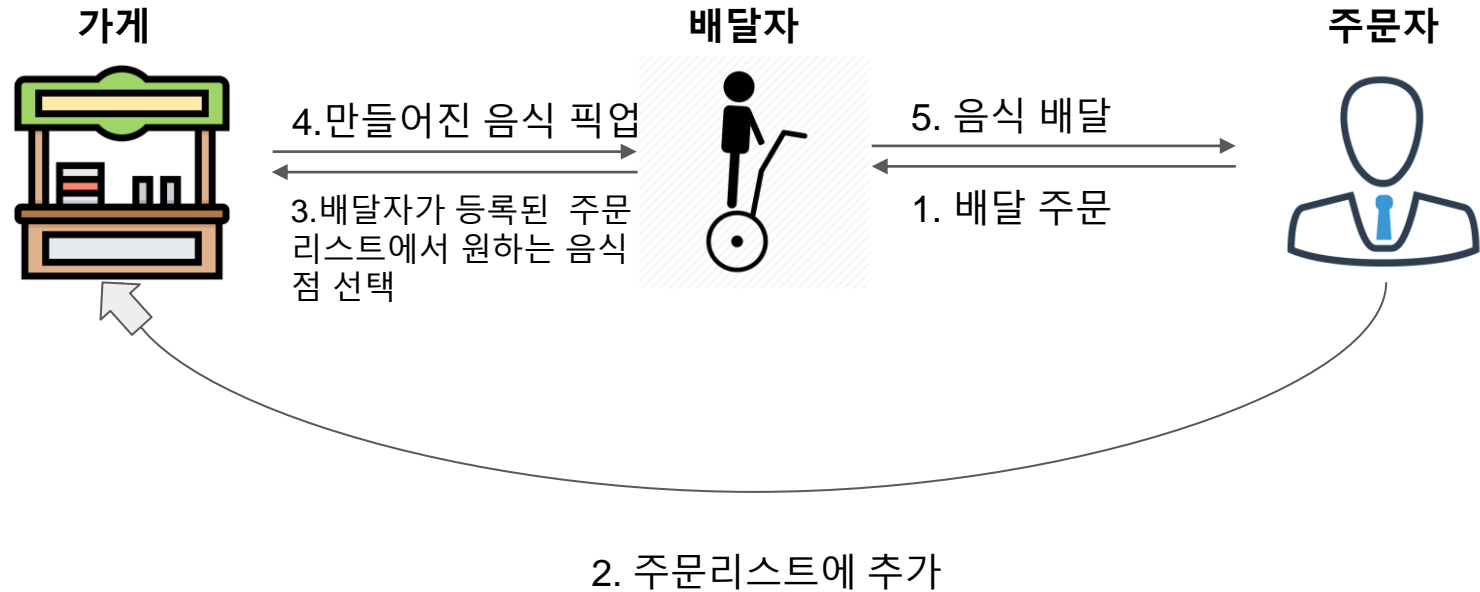 가게
배달자
주문자
4.만들어진 음식 픽업
5. 음식 배달
3.배달자가 등록된 주문
리스트에서 원하는 음식
점 선택
1. 배달 주문
2. 주문리스트에 추가